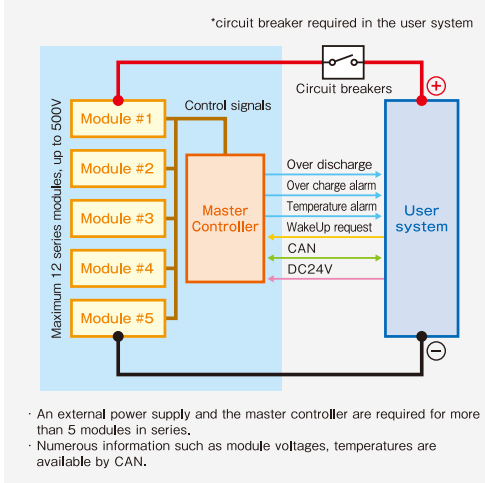 *circuit breaker required in the user system
Circuit breakers
Maximum 12 series modules, up to 500V
Module #1
Module #2
Module #3
Module #4
Module #5
Control signals
Master
Controller
Over discharge
Over charge alarm
Temperature alarm
WakeUp request
CAN
DC24V
User
system
+
−
· An external power supply and the master controller are required for more
than 5 modules in series.
· Numerous information such as module voltages, temperatures are
available by CAN.